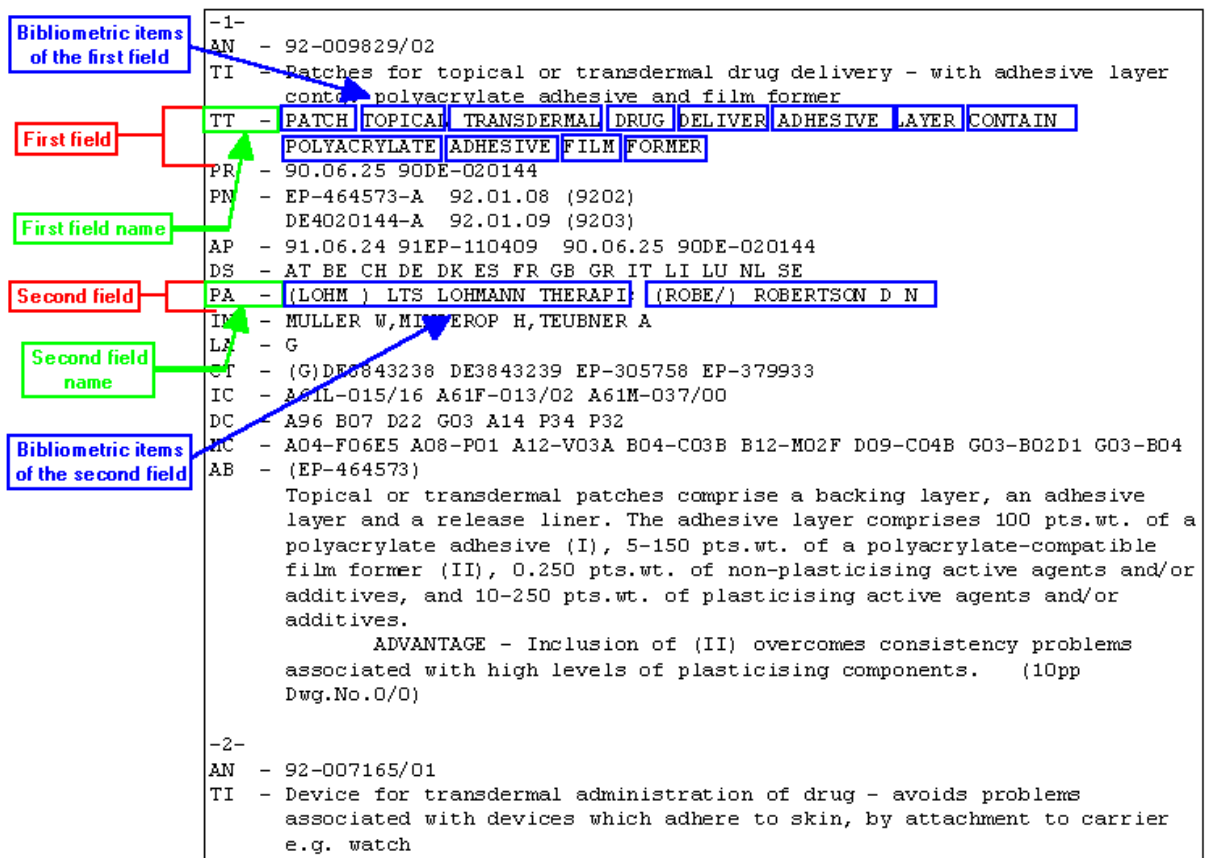 Bibliometric items
of the first field
First field
First field name
Second field
Second field
name
Bibliometric items
of the second field
-1-
AN - 92-009829/02
TI - Patches for topical or transdermal drug delivery - with adhesive layer
polyacrylate adhesive and film former
TT - PATCH TOPICAL TRANSDERMAL DRUG DELIVER ADHESIVE LAYER CONTAIN
POLYACRYLATE ADHESIVE FILM FORMER
PR - 90.06.25 90DE-020144
PN - EP-464573-A 92.01.08 (9202)
DE4020144-A 92.01.09 (9203)
AP - 91.06.24 91EP-110409 90.06.25 90DE-020144
DS - AT BE CH DE DK ES FR GB GR IT LI LU NL SE
PA - (LOHM ) LTS LOHMANN THERAPI (ROBE/) ROBERTSON D N
IN - MULLER W, H,TEUBNER A
LA - G
CT - (G)DE3843238 DE3843239 EP-305758 EP-379933
IC - A61L-015/16 A61F-013/02 A61M-037/00
DC - A96 B07 D22 G03 A14 P34 P32
MC - A04-F06E5 A08-P01 A12-V03A B04-C03B B12-M02F D09-C04B G03-B02D1 G03-B04
AB - (EP-464573)
Topical or transdermal patches comprise a backing layer, an adhesive
layer and a release liner. The adhesive layer comprises 100 pts.wt. of a
polyacrylate adhesive (I), 5-150 pts.wt. of a polyacrylate-compatible
film former (II), 0.250 pts.wt. of non-plasticising active agents and/or
additives, and 10-250 pts.wt. of plasticising active agents and/or
additives.
ADVANTAGE - Inclusion of (II) overcomes consistency problems
associated with high levels of plasticising components. (10pp
Dwg.No.0/0)
-2-
AN - 92-007165/01
TI - Device for transdermal administration of drug - avoids problems
associated with devices which adhere to skin, by attachment to carrier
e.g. watch